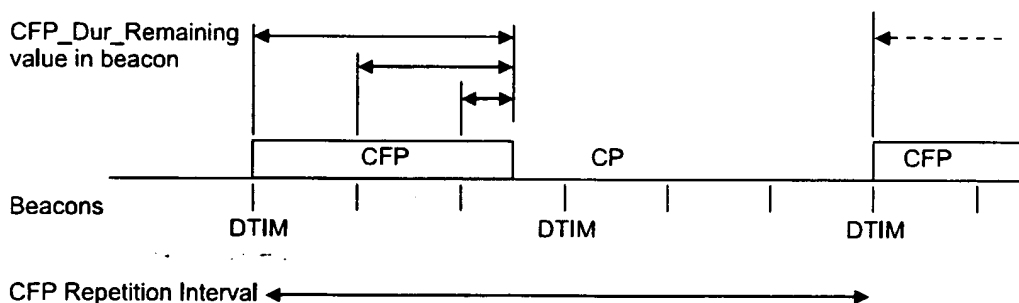 CFP_Dur_Remaining
value in beacon
CFP
CP
CFP
Beacons
DTIM
DTIM
DTIM
CFP Repetition Interval